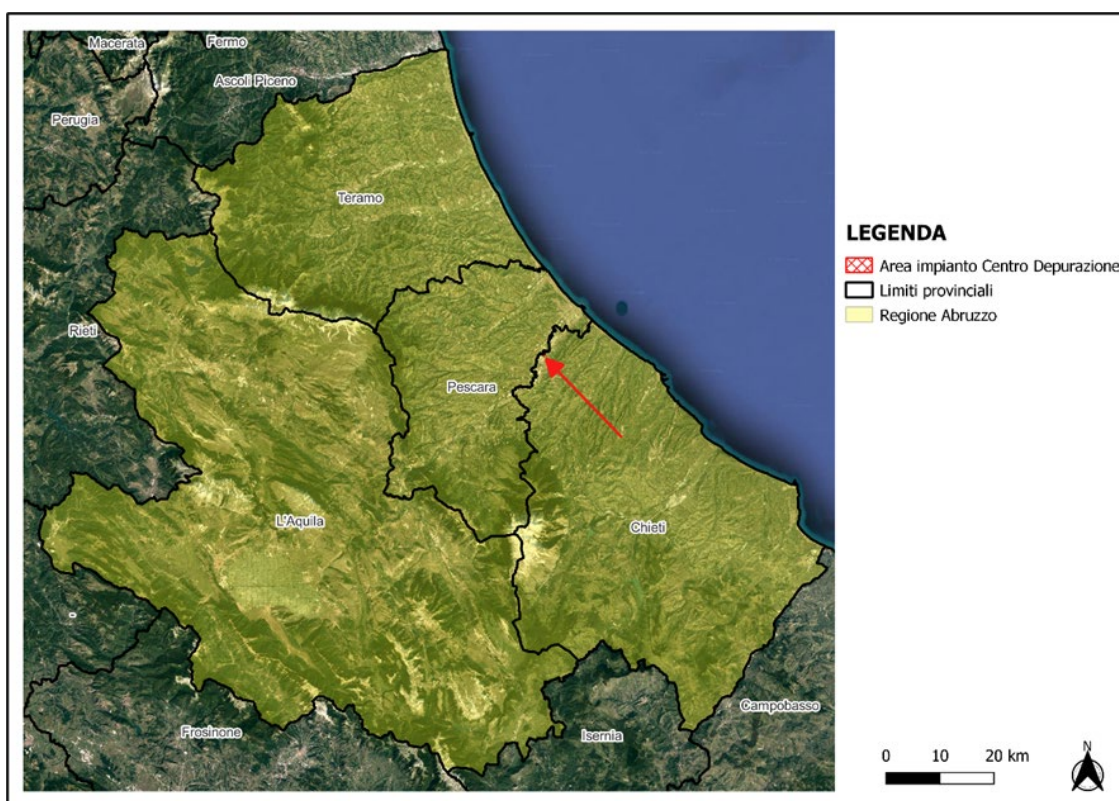 Macerata
Fermo
Ascoli Piceno
Perugia
Teramo
Rieti
Pescara
L'Aquila
Chieti
Campobasso
Frosinone
Isernia
LEGENDA
Area impianto Centro Depurazione
Limiti provinciali
Regione Abruzzo
0 10 20 km
N